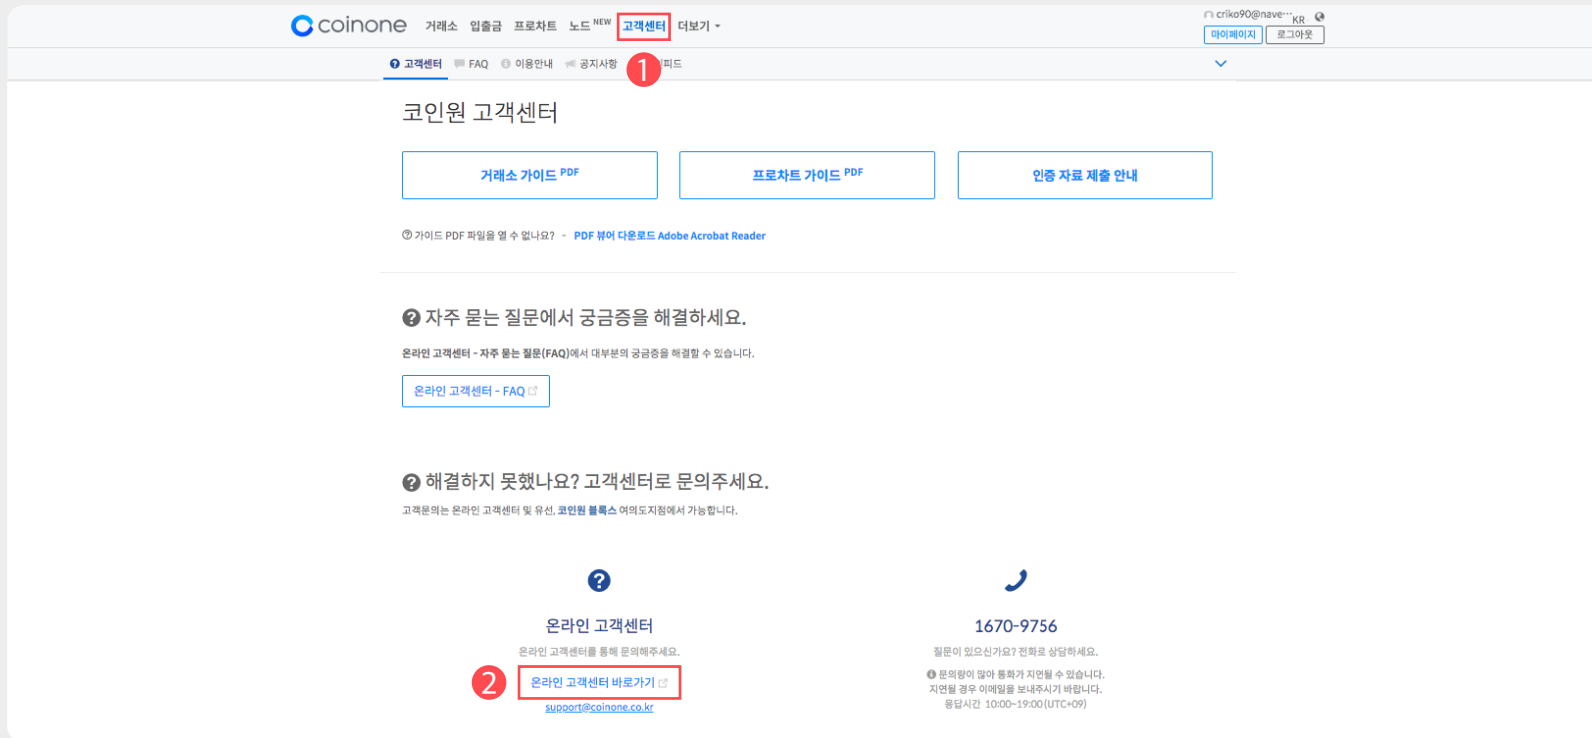 coinone 거래소 입출금 프로차트 노드 NEW 고객센터 더보기
criko90@nave··· KR
마이페이지 로그아웃
고객센터 FAQ 이용안내 공지사항 1 피드
코인원 고객센터
거래소 가이드 PDF 프로차트 가이드 PDF 인증 자료 제출 안내
가이드 PDF 파일을 열 수 없나요? - PDF 뷰어 다운로드 Adobe Acrobat Reader
자주 묻는 질문에서 궁금증을 해결하세요.
온라인 고객센터 - 자주 묻는 질문(FAQ)에서 대부분의 궁금증을 해결할 수 있습니다.
온라인 고객센터 - FAQ
해결하지 못했나요? 고객센터로 문의주세요.
고객문의는 온라인 고객센터 및 유선, 코인원 블록스 여의도지점에서 가능합니다.
온라인 고객센터
온라인 고객센터를 통해 문의해주세요.
2 온라인 고객센터 바로가기
support@coinone.co.kr
1670-9756
질문이 있으신가요? 전화로 상담하세요.
문의량이 많아 통화가 지연될 수 있습니다.
지연될 경우 이메일을 보내주시기 바랍니다.
응답시간 10:00~19:00 (UTC+09)